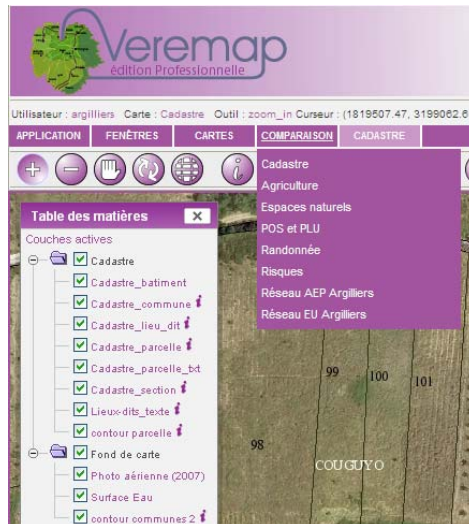 Veremap
édition Professionnelle
Utilisateur : argilliers Carte : Cadastre Outil : zoom_in Curseur : (1819507.47, 3199062.6
APPLICATION FENÊTRES CARTES COMPARAISON CADASTRE
Cadastre
Agriculture
Espaces naturels
POS et PLU
Randonnée
Risques
Réseau AEP Argilliers
Réseau EU Argilliers
Table des matières X
Couches actives
Cadastre
Cadastre_batiment
Cadastre_commune i
Cadastre_lieu_dit i
Cadastre_parcelle i
Cadastre_parcelle_txt
Cadastre_section i
Lieux-dits_texte i
contour parcelle i
Fond de carte
Photo aérienne (2007)
Surface Eau
contour communes 2 i
99 100 101
98
COUGUYO